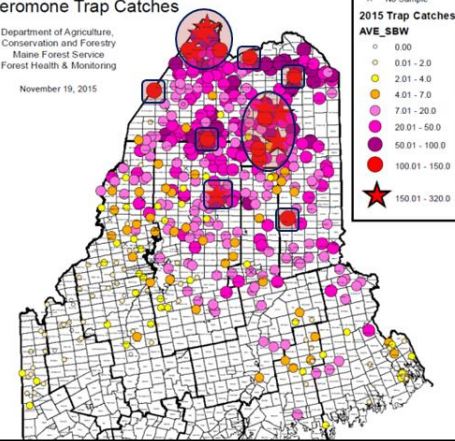 eromone Trap Catches
Department of Agriculture,
Conservation and Forestry
Maine Forest Service
Forest Health & Monitoring
November 19, 2015
No Sample
2015 Trap Catches
AVE_SBW
0.00
0.01 - 2.0
2.01 - 4.0
4.01 - 7.0
7.01 - 20.0
20.01 - 50.0
50.01 - 100.0
100.01 - 150.0
150.01 - 320.0